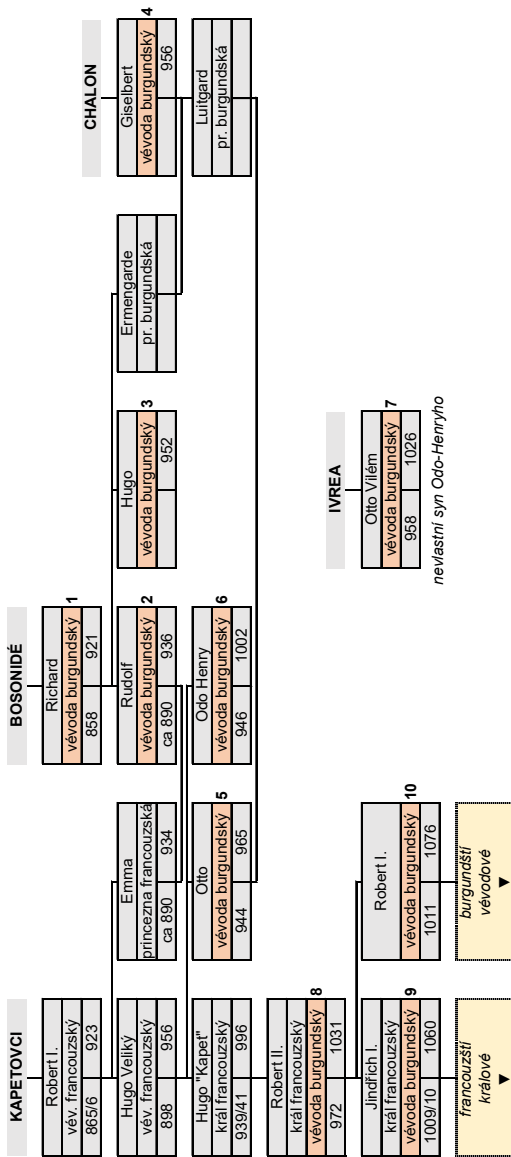 KAPETOVCI
Robert I.
vév. francouzský
865/6 923
Hugo Veliký
vév. francouzský
898 956
Emma
princezna francouzská
ca 890 934
Hugo "Kapet"
král francouzský
939/41 996
Otto
vévoda burgundský 5
944 965
Robert II.
král francouzský
vévoda burgundský 8
972 1031
Jindřich I.
král francouzský
vévoda burgundský 9
1009/10 1060
Robert I.
vévoda burgundský 10
1011 1076
francouzští
králové
▼
burgundští
vévodové
▼
BOSONIDÉ
Richard
vévoda burgundský 1
858 921
Rudolf
vévoda burgundský 2
ca 890 936
Hugo
vévoda burgundský 3
952
Ermengarde
pr. burgundská
Odo Henry
vévoda burgundský 6
946 1002
IVREA
Otto Vilém
vévoda burgundský 7
958 1026
nevlastní syn Odo-Henryho
CHALON
Giselbert
vévoda burgundský 4
956
Luitgard
pr. burgundská